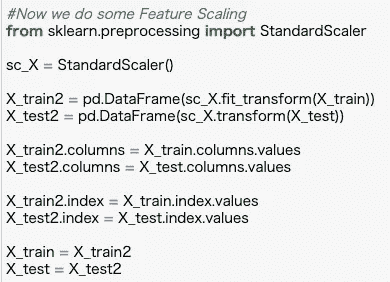 #Now we do some Feature Scaling
from sklearn.preprocessing import StandardScaler
sc_X = StandardScaler()
X_train2 = pd.DataFrame(sc_X.fit_transform(X_train))
X_test2 = pd.DataFrame(sc_X.transform(X_test))
X_train2.columns = X_train.columns.values
X_test2.columns = X_test.columns.values
X_train2.index = X_train.index.values
X_test2.index = X_test.index.values
X_train = X_train2
X_test = X_test2